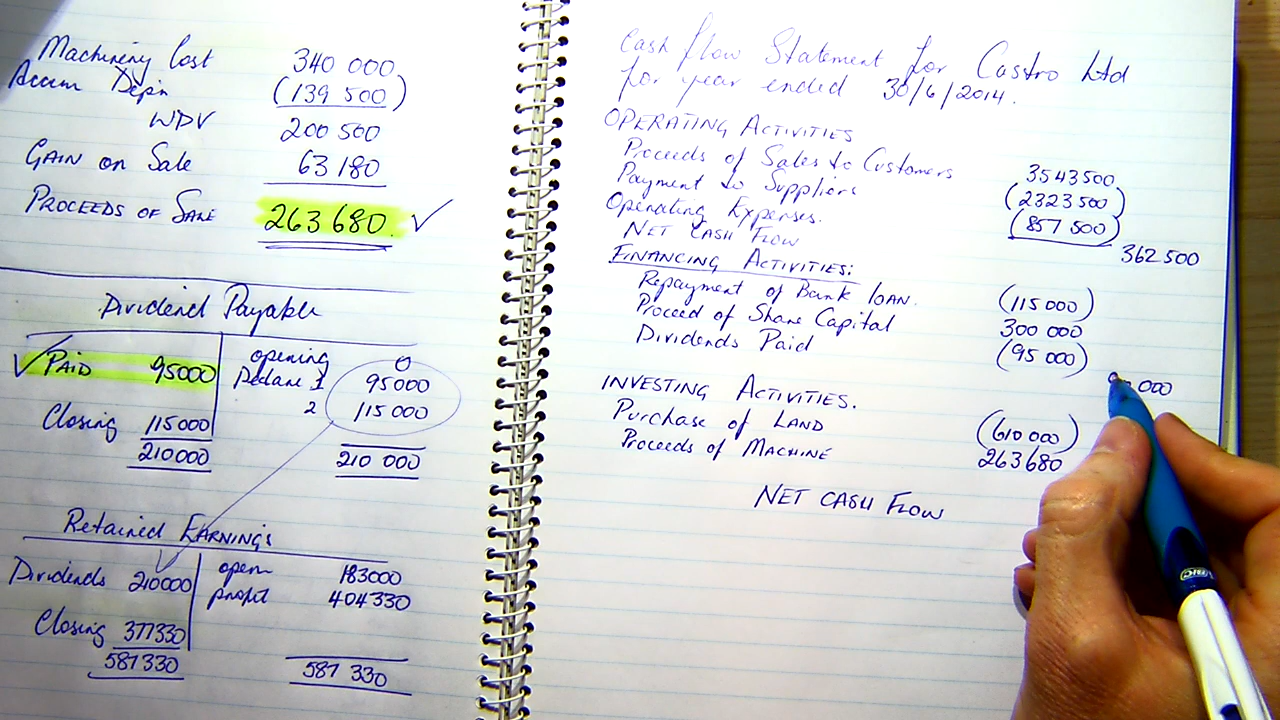 Machinery Cost 340 000
Accum Dep'n (139 500)
WDV 200 500
GAIN on Sale 63 180
PROCEEDS OF SALE 263 680. ✓
Dividend Payable
✓ PAID 95000 opening 0
Declare 1 95000
2 115 000
Closing 115000
210000 210 000
Retained EARNINGS
Dividends 210000 open 183000
profit 404330
Closing 377330
587330 587 330
Cash flow Statement for Castro Ltd
for year ended 30/6/2014.
OPERATING ACTIVITIES
Proceeds of Sales to Customers 3543500
Payment to Suppliers (2323500)
Operating Expenses. (857 500)
NET CASH FLOW 362 500
FINANCING ACTIVITIES:
Repayment of Bank LOAN. (115 000)
Proceed of Share Capital 300 000
Dividends Paid (95 000)
000
INVESTING ACTIVITIES.
Purchase of LAND (610 000)
Proceeds of MACHINE 263680
NET CASH FLOW
BIC